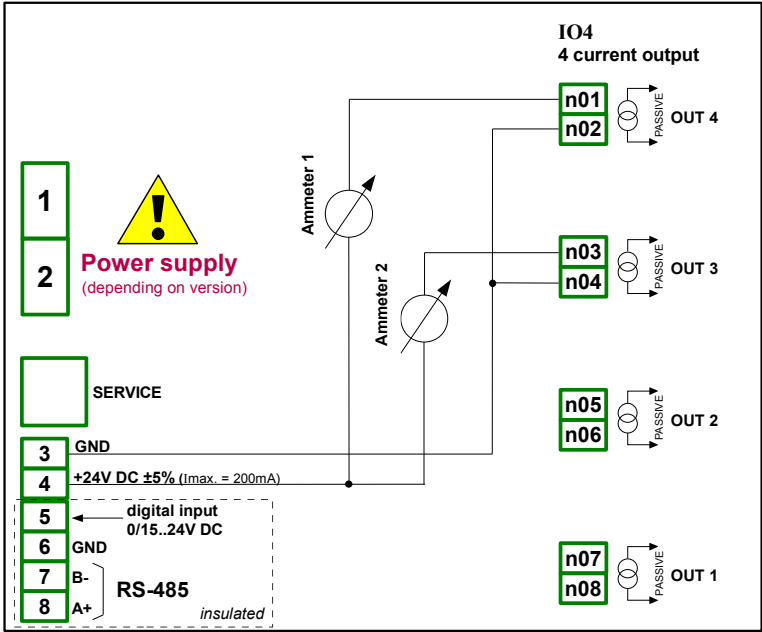 IO4
4 current output
n01
n02
PASSIVE
OUT 4
Ammeter 1
1
2
Power supply
(depending on version)
n03
n04
PASSIVE
OUT 3
Ammeter 2
SERVICE
n05
n06
PASSIVE
OUT 2
3 GND
4 +24V DC ±5% (Imax. = 200mA)
5 digital input
0/15..24V DC
6 GND
7 B-
8 A+
RS-485
insulated
n07
n08
PASSIVE
OUT 1